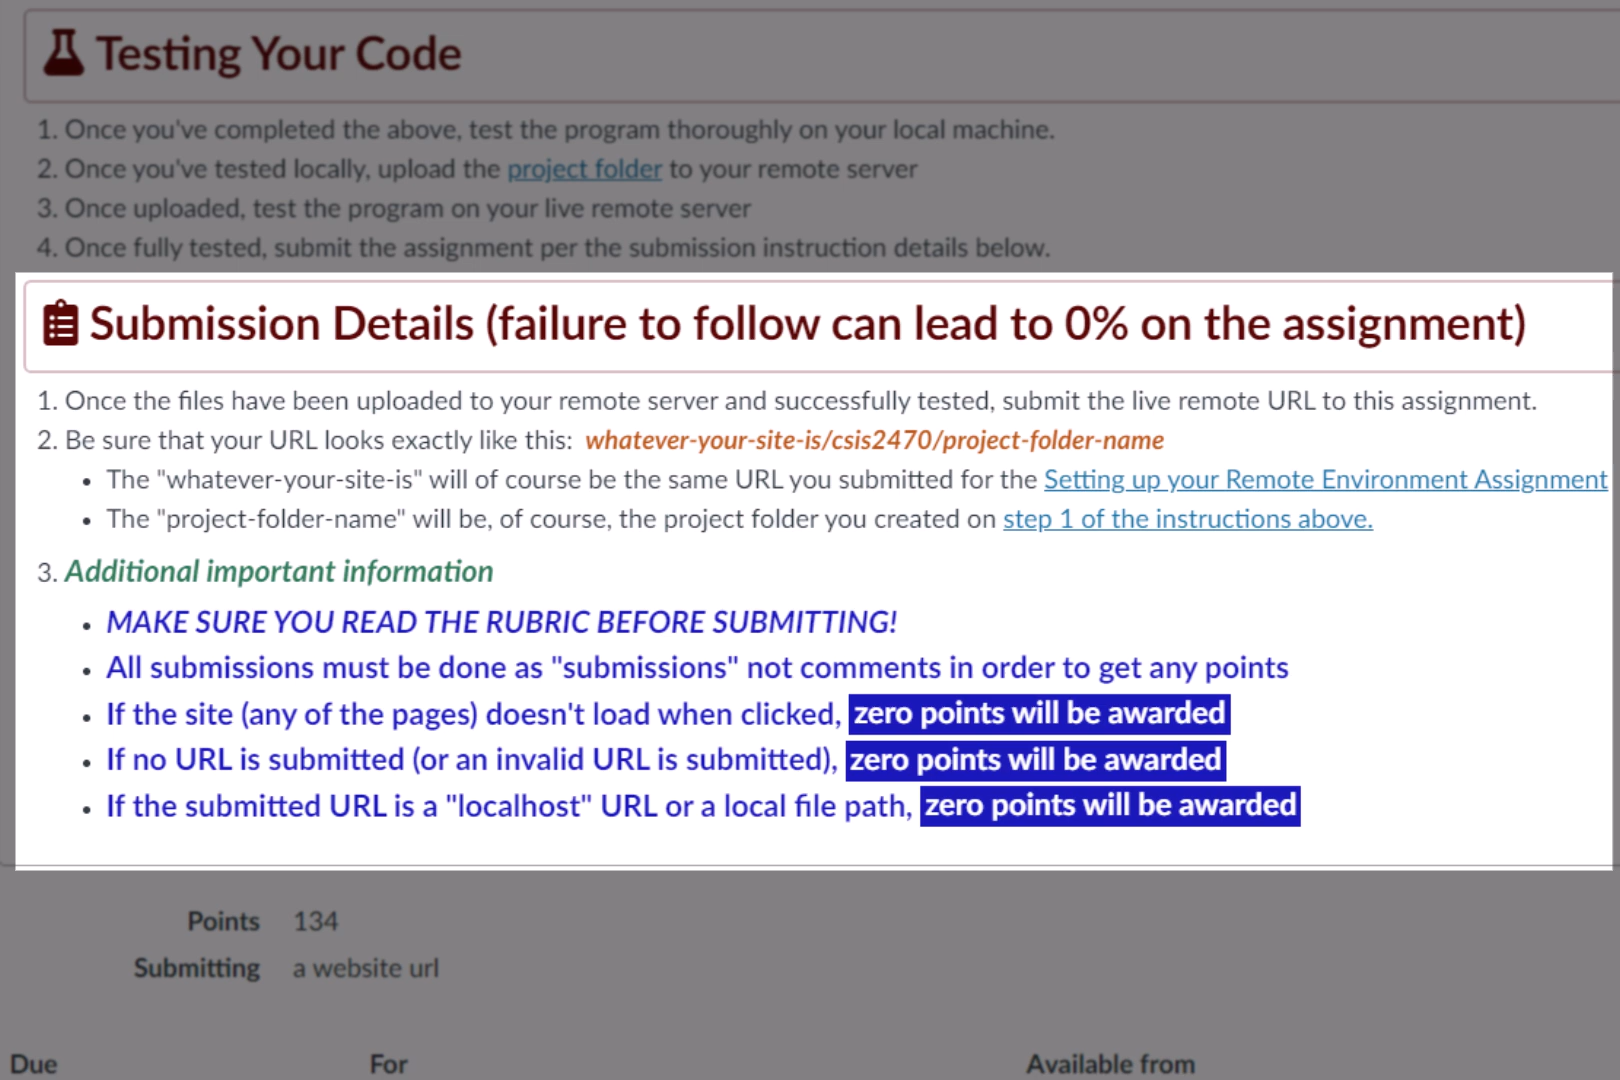 Testing Your Code
1. Once you've completed the above, test the program thoroughly on your local machine.
2. Once you've tested locally, upload the project folder to your remote server
3. Once uploaded, test the program on your live remote server
4. Once fully tested, submit the assignment per the submission instruction details below.
Submission Details (failure to follow can lead to 0% on the assignment)
1. Once the files have been uploaded to your remote server and successfully tested, submit the live remote URL to this assignment.
2. Be sure that your URL looks exactly like this: whatever-your-site-is/csis2470/project-folder-name
• The "whatever-your-site-is" will of course be the same URL you submitted for the Setting up your Remote Environment Assignment
• The "project-folder-name" will be, of course, the project folder you created on step 1 of the instructions above.
3. Additional important information
• MAKE SURE YOU READ THE RUBRIC BEFORE SUBMITTING!
• All submissions must be done as "submissions" not comments in order to get any points
• If the site (any of the pages) doesn't load when clicked, zero points will be awarded
• If no URL is submitted (or an invalid URL is submitted), zero points will be awarded
• If the submitted URL is a "localhost" URL or a local file path, zero points will be awarded
Points 134
Submitting a website url
Due For Available from